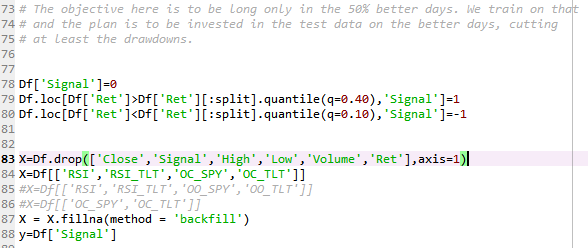 73 # The objective here is to be long only in the 50% better days. We train on that
74 # and the plan is to be invested in the test data on the better days, cutting
75 # at least the drawdowns.
76
77
78 Df['Signal']=0
79 Df.loc[Df['Ret']>Df['Ret'][:split].quantile(q=0.40),'Signal']=1
80 Df.loc[Df['Ret']<Df['Ret'][:split].quantile(q=0.10),'Signal']=-1
81
82
83 X=Df.drop(['Close','Signal','High','Low','Volume','Ret'],axis=1)
84 X=Df[['RSI','RSI_TLT','OC_SPY','OC_TLT']]
85 #X=Df[['RSI','RSI_TLT','OO_SPY','OO_TLT']]
86 #X=Df[['OC_SPY','OC_TLT']]
87 X = X.fillna(method = 'backfill')
88 y=Df['Signal']